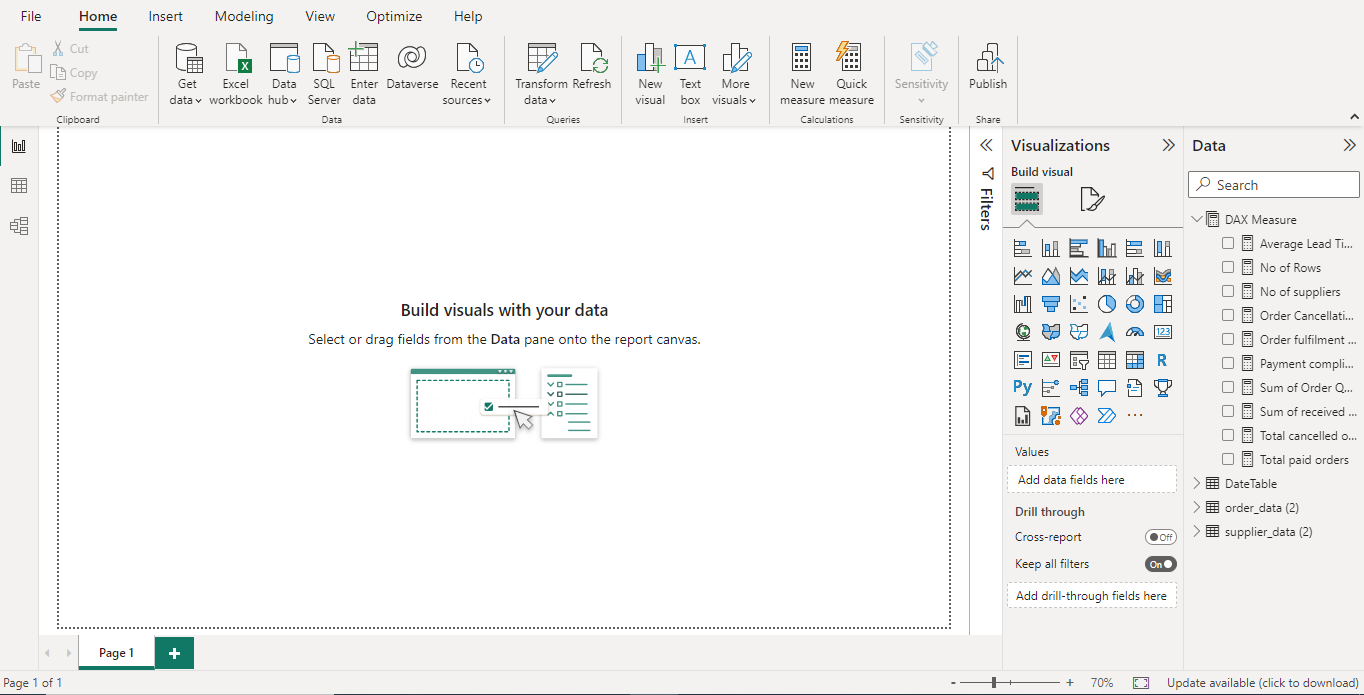 File Home Insert Modeling View Optimize Help
Paste
Cut
Copy
Format painter
Clipboard
Get data
Excel workbook
Data hub
SQL Server
Enter data
Dataverse
Recent sources
Data
Transform data
Refresh
Queries
New visual
Text box
More visuals
Insert
New measure
Quick measure
Calculations
Sensitivity
Sensitivity
Publish
Share
Build visuals with your data
Select or drag fields from the Data pane onto the report canvas.
Filters
Visualizations
Build visual
123
R
Py
Values
Add data fields here
Drill through
Cross-report
Off
Keep all filters
On
Add drill-through fields here
Data
Search
DAX Measure
Average Lead Ti...
No of Rows
No of suppliers
Order Cancellati...
Order fulfilment ...
Payment compli...
Sum of Order Q...
Sum of received ...
Total cancelled o...
Total paid orders
DateTable
order_data (2)
supplier_data (2)
Page 1
+
Page 1 of 1
- + 70%
Update available (click to download)